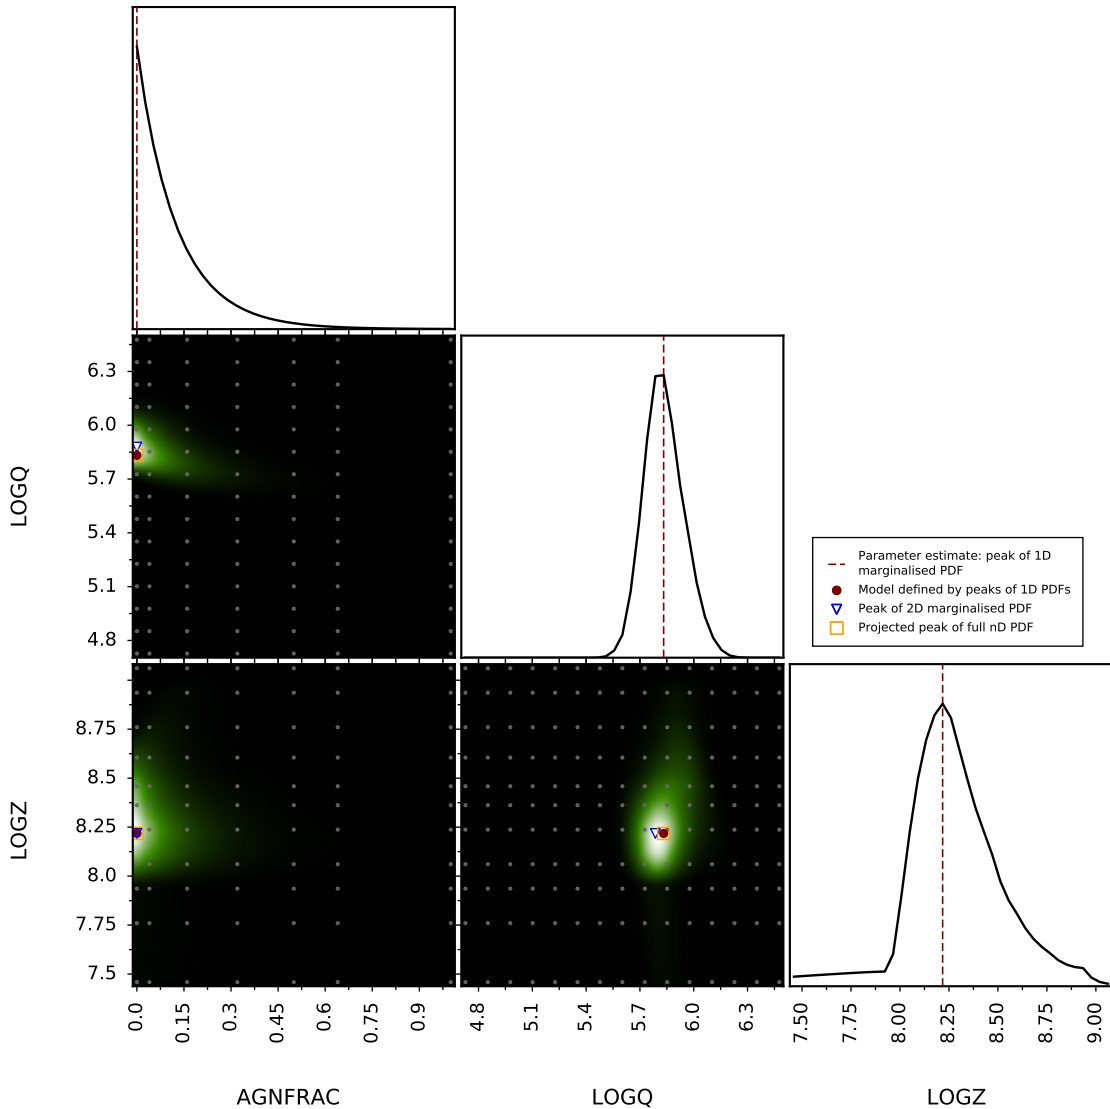 6.3
6.0
5.7
5.4
5.1
4.8
LOGQ
Parameter estimate: peak of 1D
marginalised PDF
Model defined by peaks of 1D PDFs
Peak of 2D marginalised PDF
Projected peak of full nD PDF
8.75
8.5
8.25
8.0
7.75
7.5
LOGZ
0.0 0.15 0.3 0.45 0.6 0.75 0.9
4.8 5.1 5.4 5.7 6.0 6.3
7.50 7.75 8.00 8.25 8.50 8.75 9.00
AGNFRAC LOGQ LOGZ